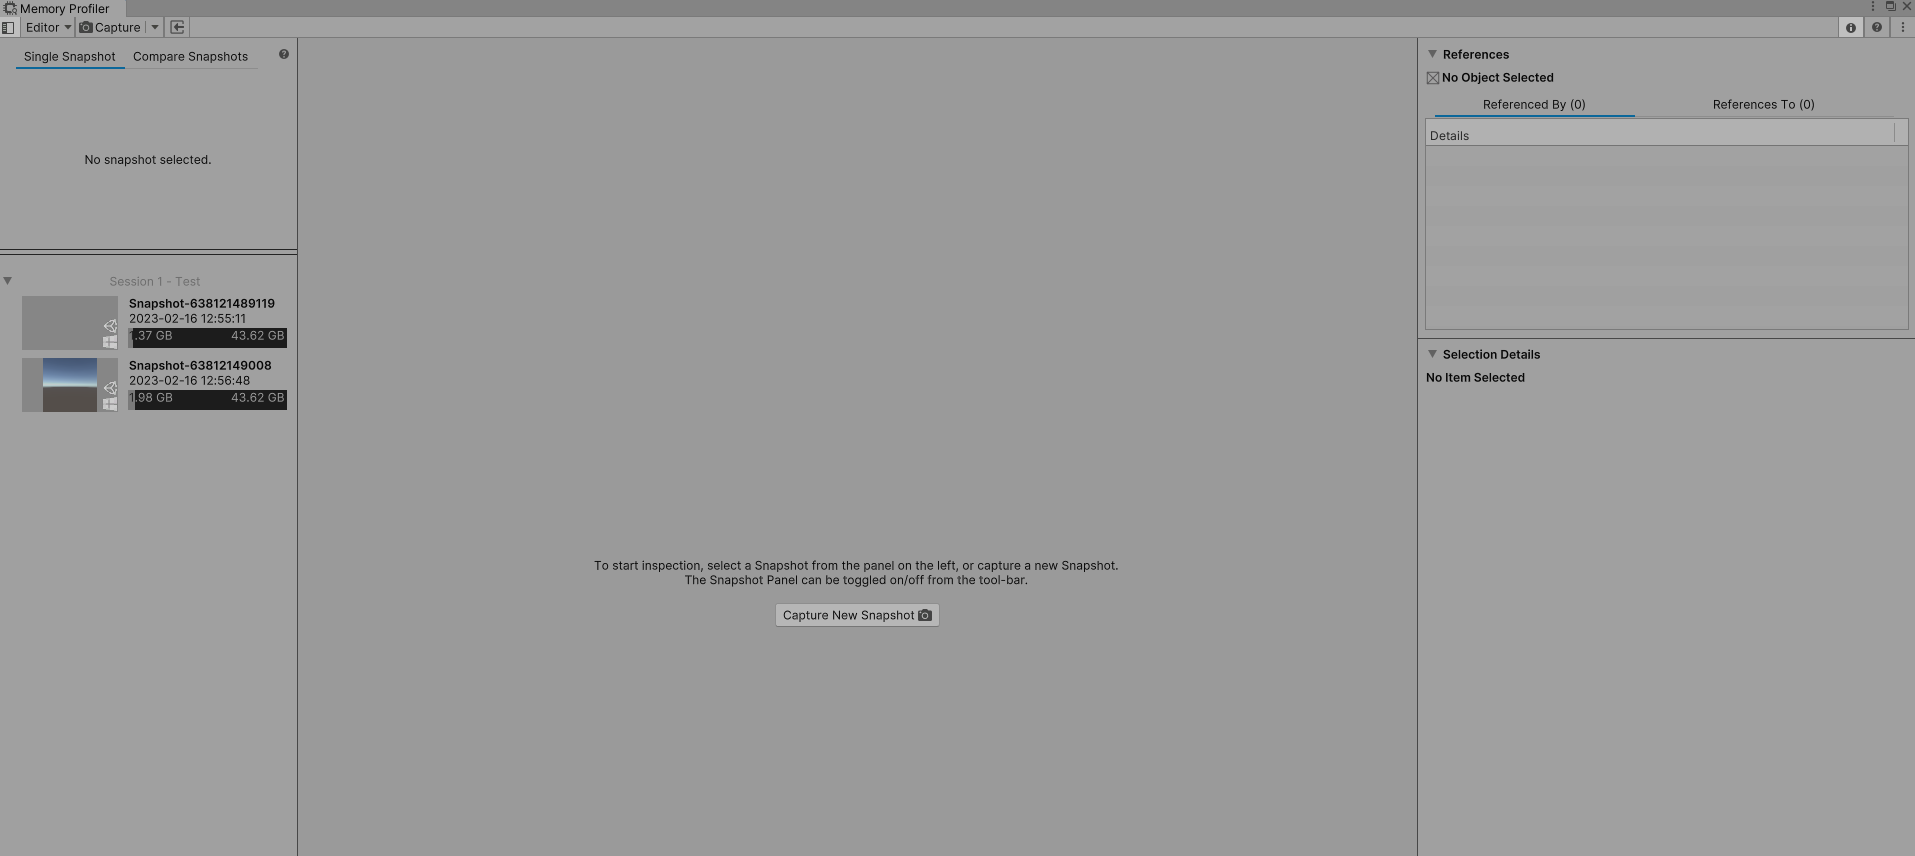 Memory Profiler
Editor
Capture
Single Snapshot
Compare Snapshots
No snapshot selected.
Session 1 - Test
Snapshot-638121489119
2023-02-16 12:55:11
1.37 GB
43.62 GB
Snapshot-63812149008
2023-02-16 12:56:48
1.98 GB
43.62 GB
To start inspection, select a Snapshot from the panel on the left, or capture a new Snapshot.
The Snapshot Panel can be toggled on/off from the tool-bar.
Capture New Snapshot
References
No Object Selected
Referenced By (0)
References To (0)
Details
Selection Details
No Item Selected